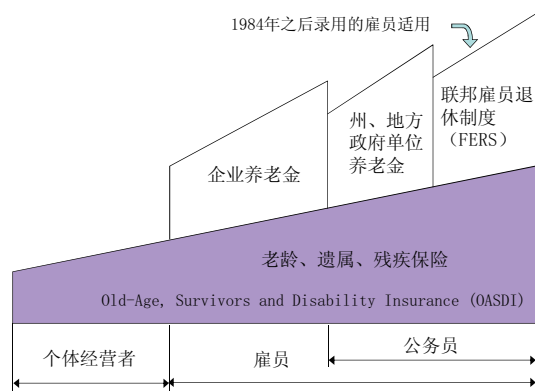 1984年之后录用的雇员适用
企业养老金
州、地方
政府单位
养老金
联邦雇员退
休制度
（FERS）
老龄、遗属、残疾保险
Old-Age, Survivors and Disability Insurance (OASDI)
个体经营者
雇员
公务员